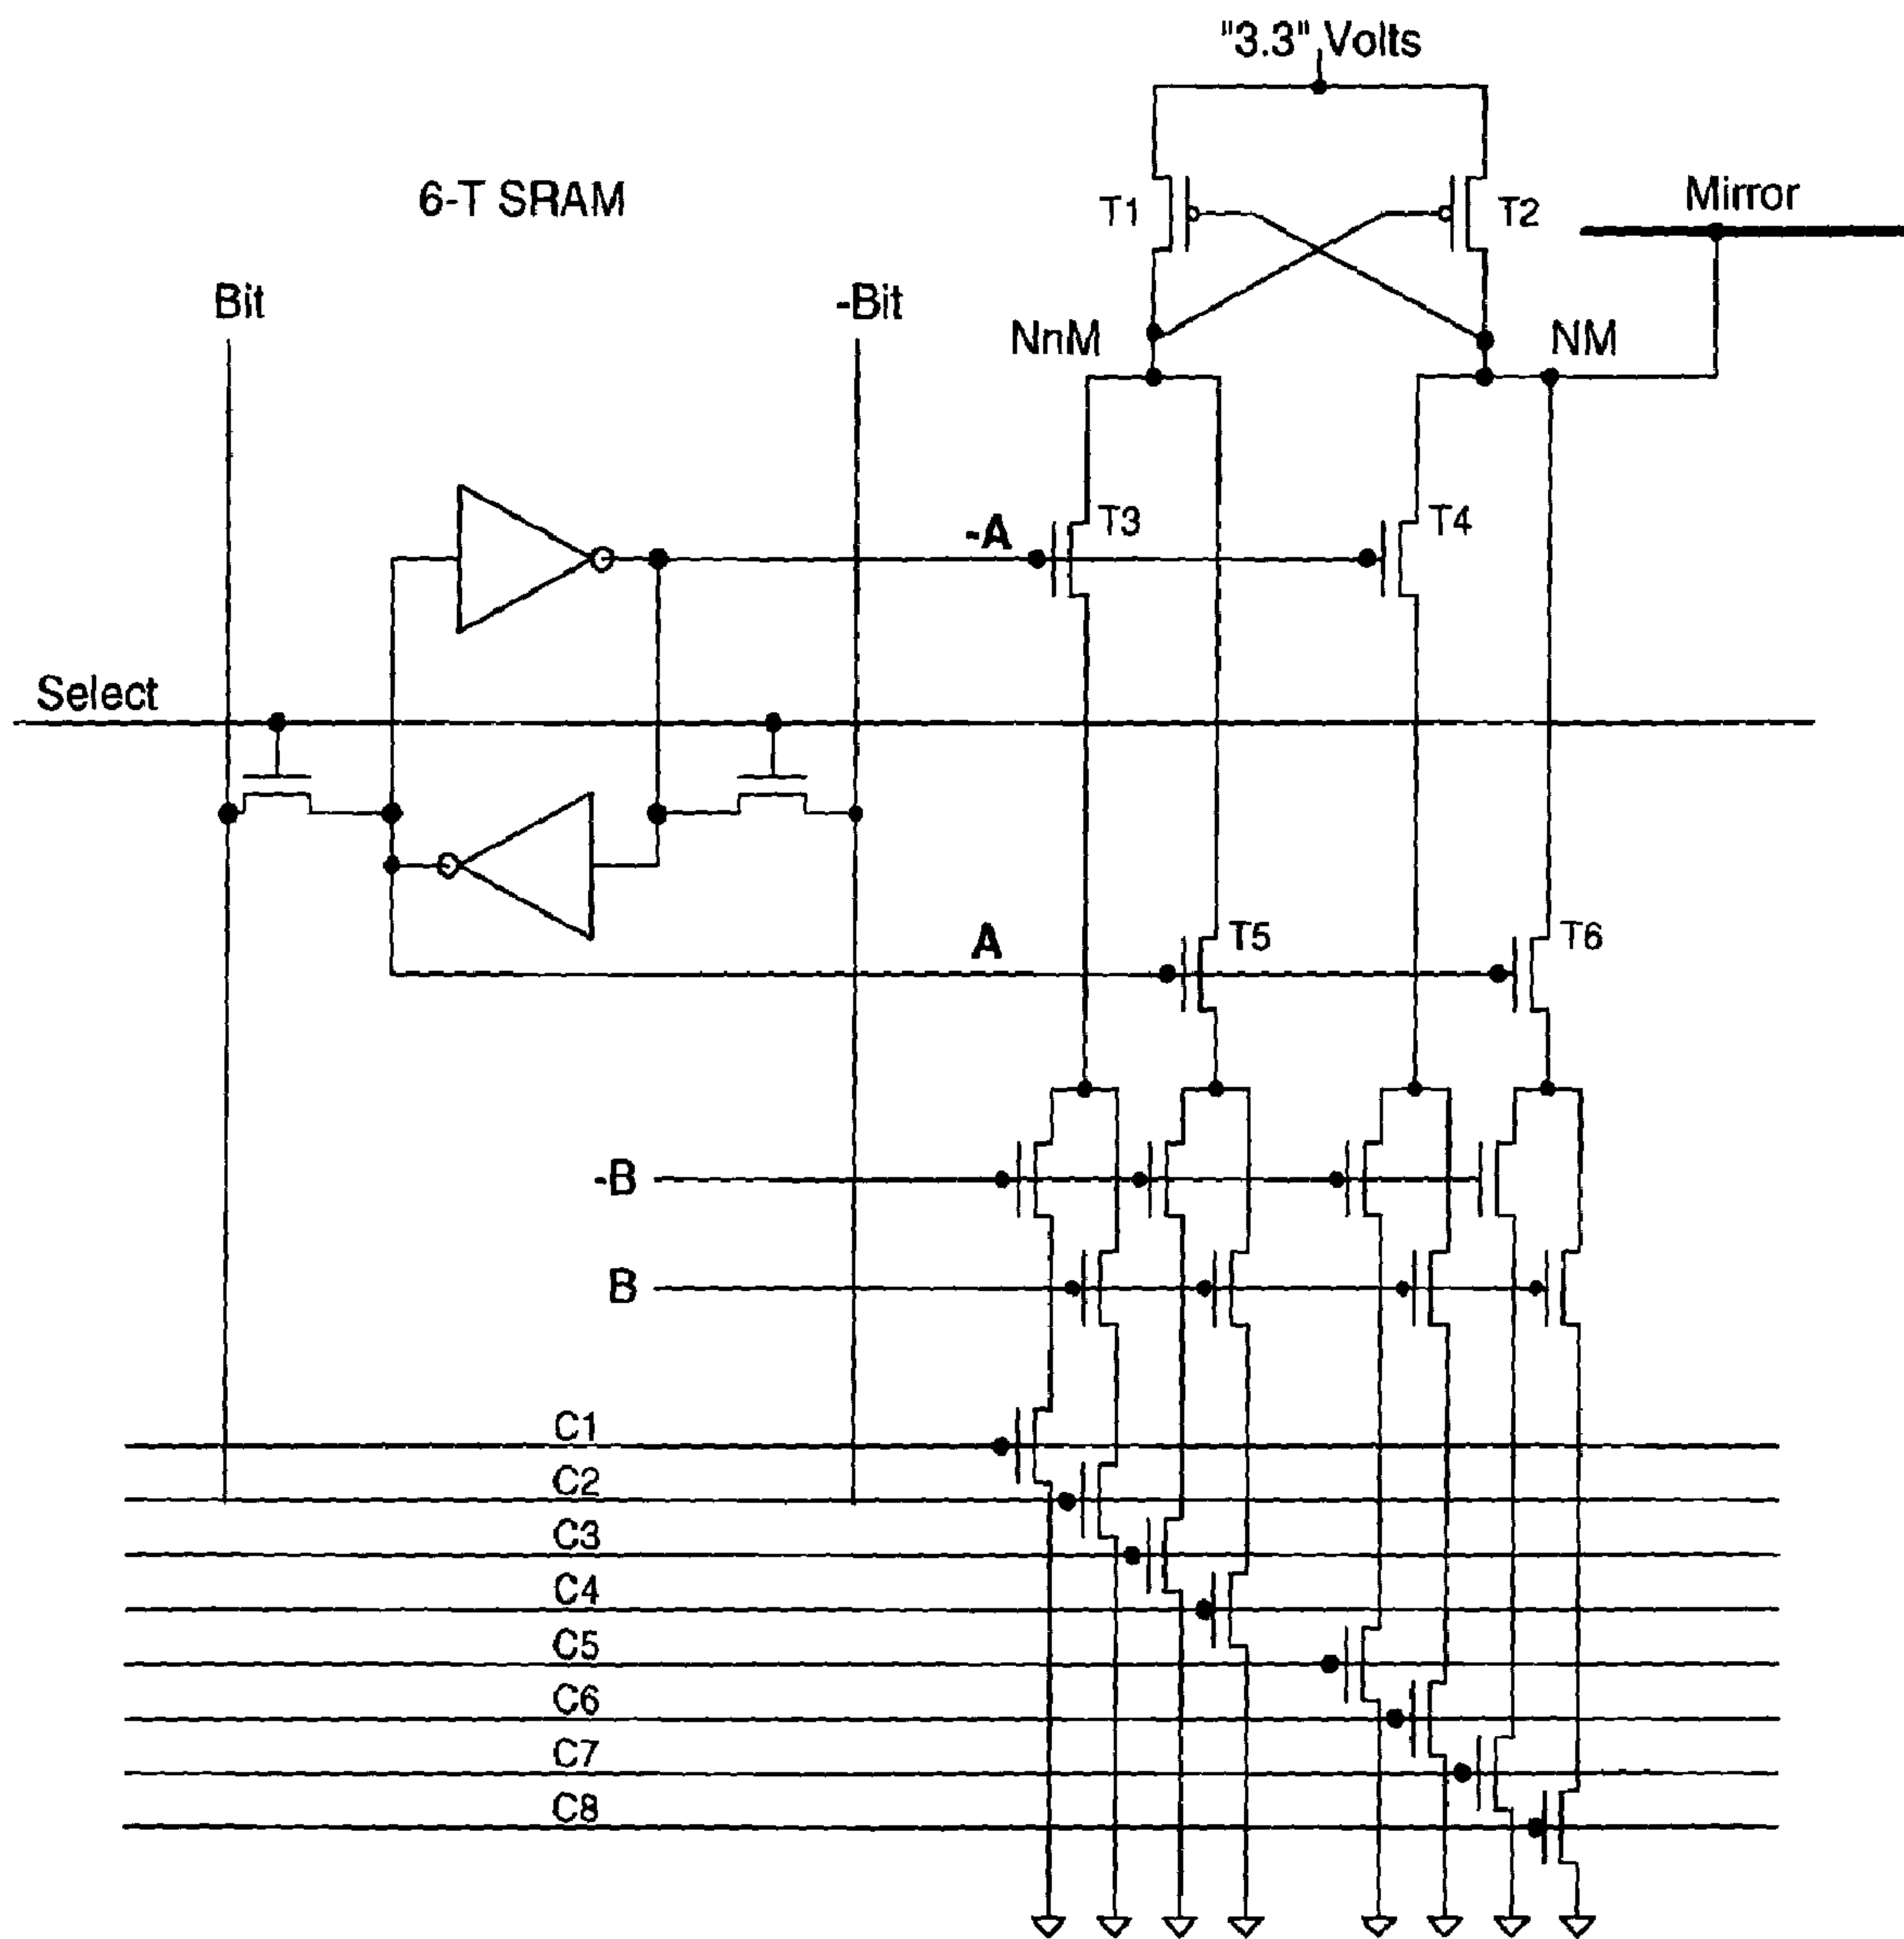 "3.3" Volts
6-T SRAM
T1
T2
Mirror
Bit
-Bit
NnM
NM
-A
T3
T4
Select
A
T5
T6
-B
B
C1
C2
C3
C4
C5
C6
C7
C8